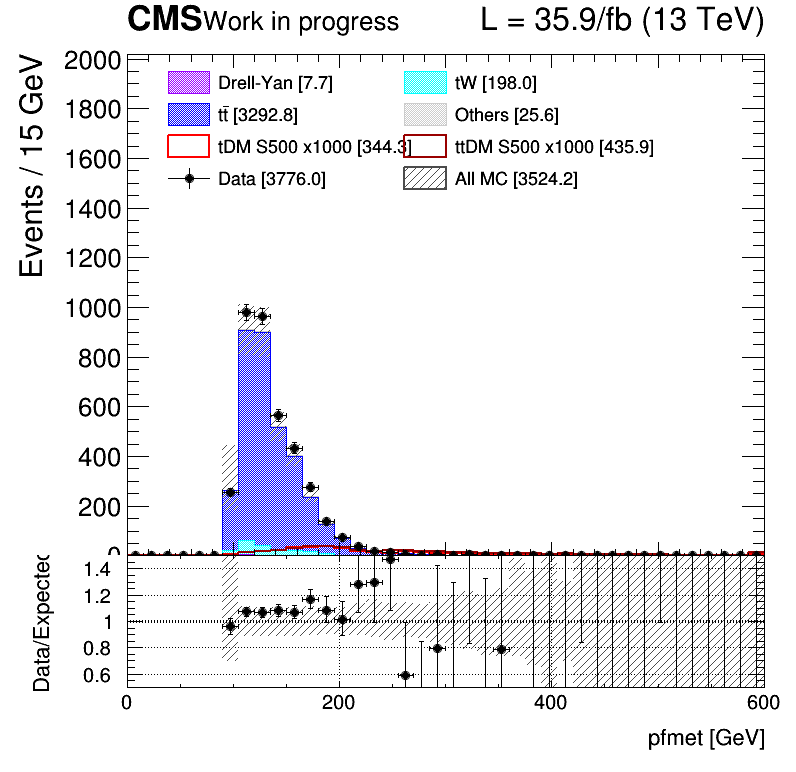 CMS Work in progress L = 35.9/fb (13 TeV)
Events / 15 GeV
2000
1800
1600
1400
1200
1000
800
600
400
200
0
Drell-Yan [7.7] tW [198.0]
tt̄ [3292.8] Others [25.6]
tDM S500 x1000 [344.3] ttDM S500 x1000 [435.9]
Data [3776.0] All MC [3524.2]
Data/Expected
1.4
1.2
1
0.8
0.6
0 200 400 600
pfmet [GeV]